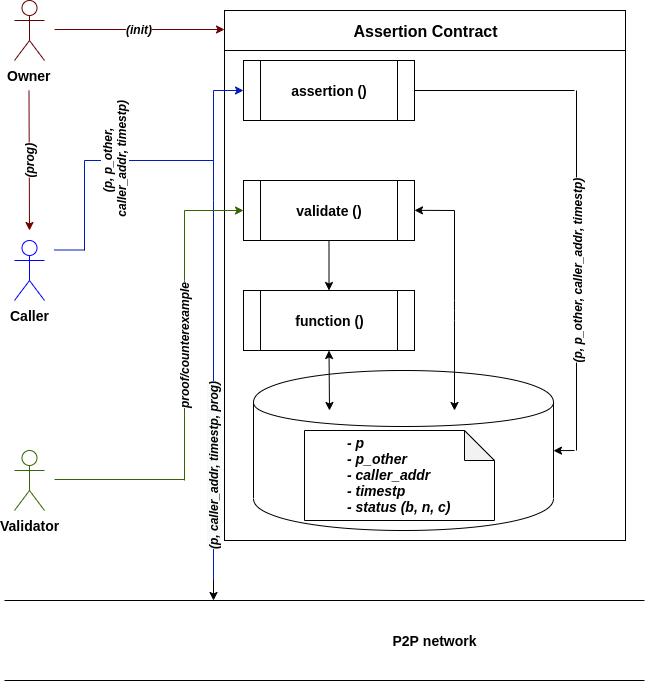 (init)
Assertion Contract
Owner
assertion ()
(p, p_other,
caller_addr, timestp)
(prog)
validate ()
(p, p_other, caller_addr, timestp)
Caller
function ()
proof/counterexample
(p, caller_addr, timestp, prog)
- p
- p_other
- caller_addr
- timestp
- status (b, n, c)
Validator
P2P network